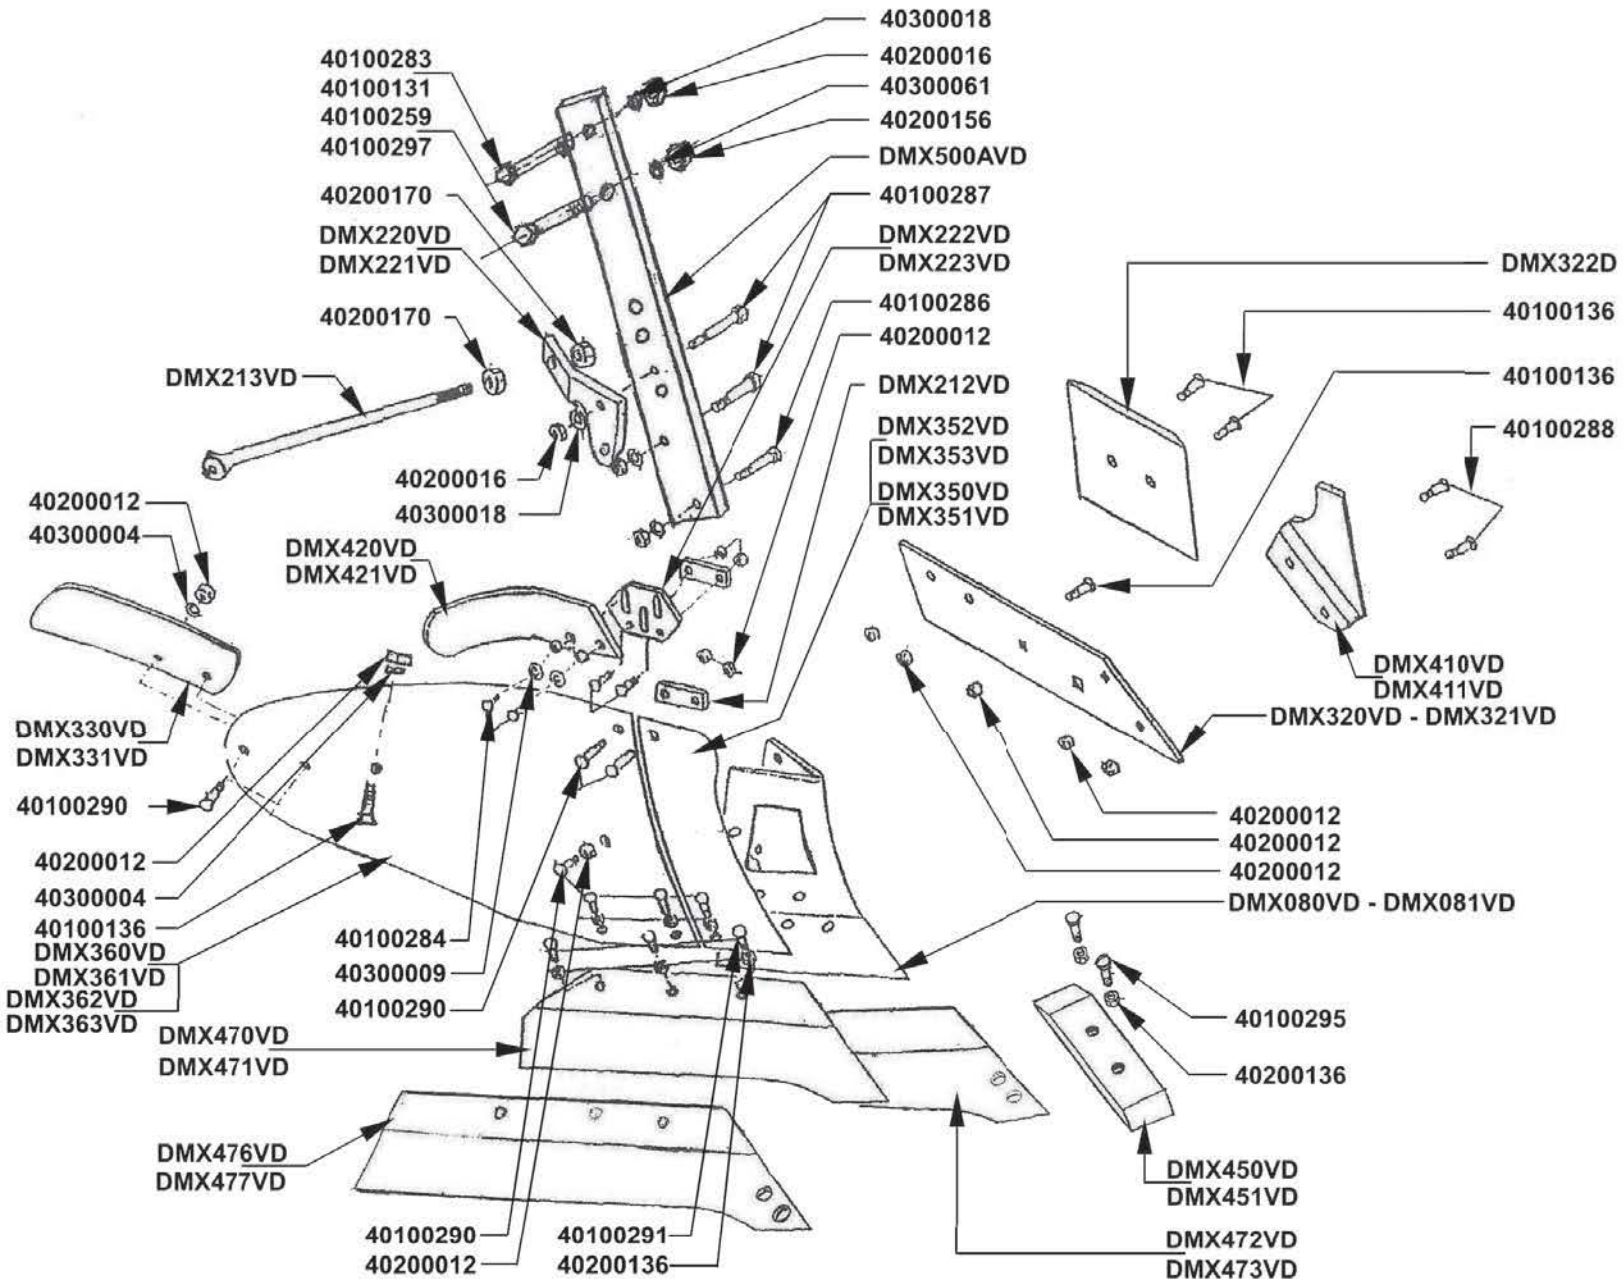 40300018
40200016
40300061
40200156
DMX500AVD
40100287
DMX222VD
DMX223VD
40100286
40200012
DMX212VD
DMX352VD
DMX353VD
DMX350VD
DMX351VD
40100283
40100131
40100259
40100297
40200170
DMX220VD
DMX221VD
40200170
DMX213VD
40200016
40300018
40200012
40300004
DMX420VD
DMX421VD
DMX322D
40100136
40100136
40100288
DMX410VD
DMX411VD
DMX320VD - DMX321VD
DMX330VD
DMX331VD
40100290
40200012
40300004
40100136
DMX360VD
DMX361VD
DMX362VD
DMX363VD
40100284
40300009
40100290
40200012
40200012
40200012
DMX080VD - DMX081VD
40100295
40200136
DMX470VD
DMX471VD
DMX476VD
DMX477VD
40100290
40200012
40100291
40200136
DMX450VD
DMX451VD
DMX472VD
DMX473VD